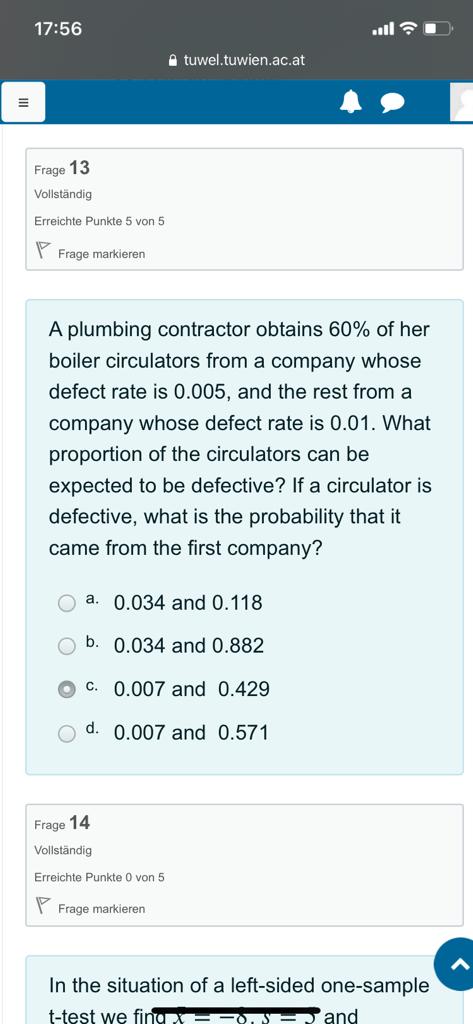 17:56
tuwel.tuwien.ac.at
Frage 13
Vollständig
Erreichte Punkte 5 von 5
Frage markieren
A plumbing contractor obtains 60% of her
boiler circulators from a company whose
defect rate is 0.005, and the rest from a
company whose defect rate is 0.01. What
proportion of the circulators can be
expected to be defective? If a circulator is
defective, what is the probability that it
came from the first company?
a. 0.034 and 0.118
b. 0.034 and 0.882
c. 0.007 and 0.429
d. 0.007 and 0.571
Frage 14
Vollständig
Erreichte Punkte 0 von 5
Frage markieren
In the situation of a left-sided one-sample
t-test we find and